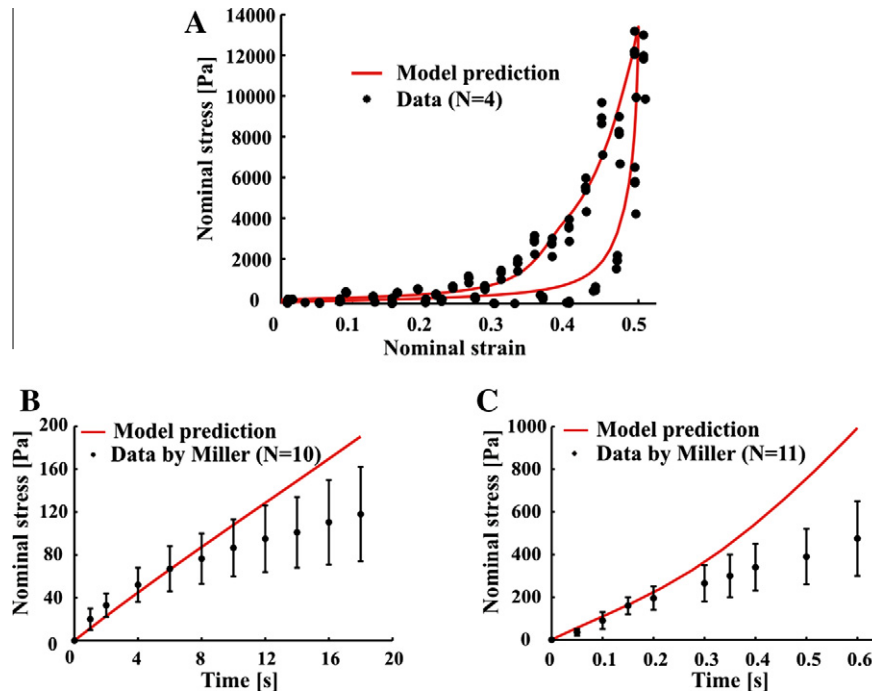 A
14000
12000
10000
8000
6000
4000
2000
0
Nominal stress [Pa]
Model prediction
Data (N=4)
0 0.1 0.2 0.3 0.4 0.5
Nominal strain
B
200
160
120
80
40
0
Nominal stress [Pa]
Model prediction
Data by Miller (N=10)
0 4 8 12 16 20
Time [s]
C
1000
800
600
400
200
0
Nominal stress [Pa]
Model prediction
Data by Miller (N=11)
0 0.1 0.2 0.3 0.4 0.5 0.6
Time [s]